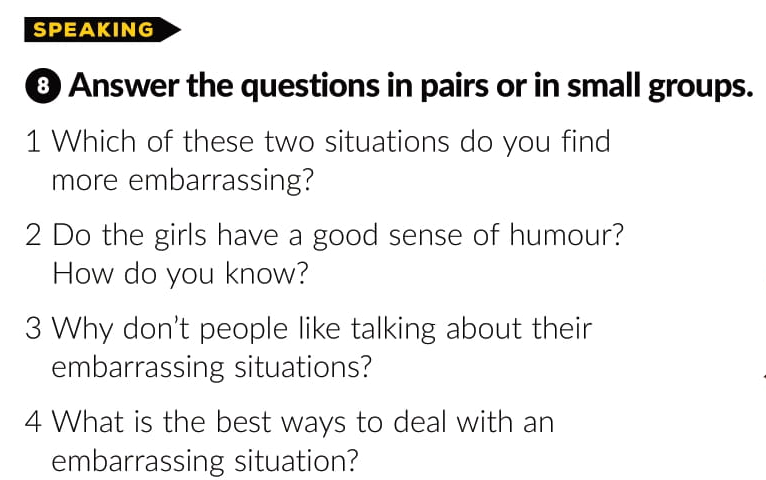 SPEAKING
8 Answer the questions in pairs or in small groups.
1 Which of these two situations do you find
more embarrassing?
2 Do the girls have a good sense of humour?
How do you know?
3 Why don't people like talking about their
embarrassing situations?
4 What is the best ways to deal with an
embarrassing situation?